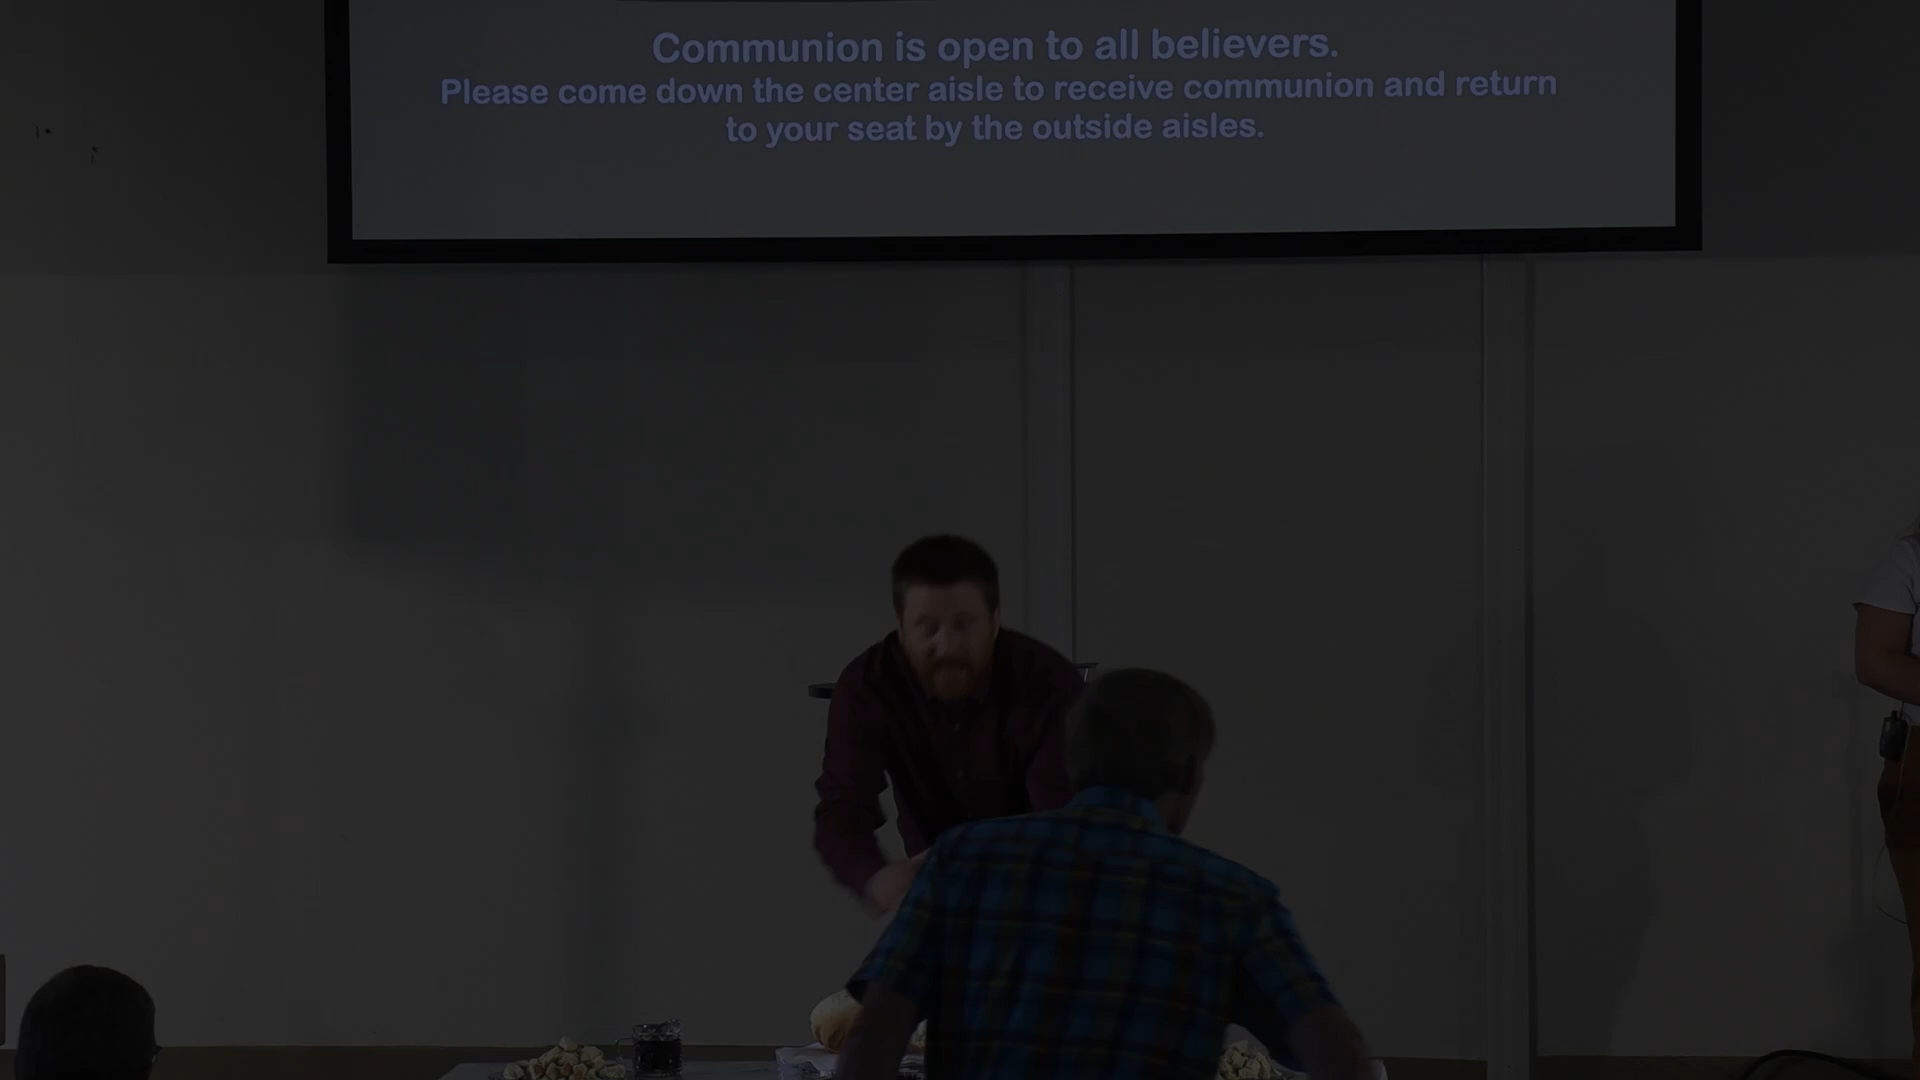 Communion is open to all believers.
Please come down the center aisle to receive communion and return
to your seat by the outside aisles.